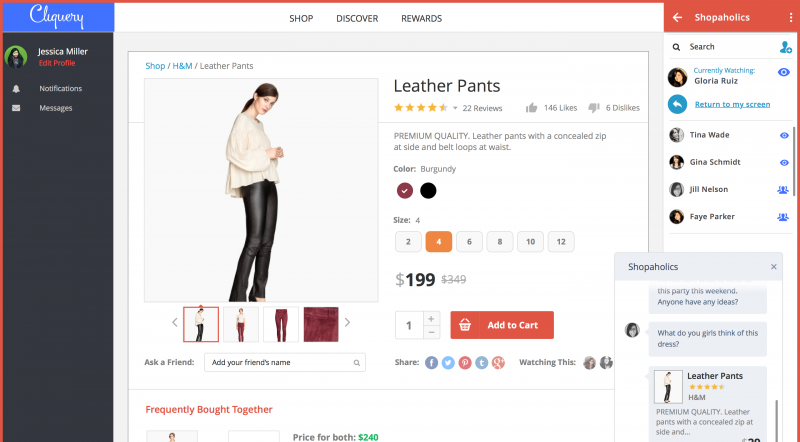 Cliquery
SHOP
DISCOVER
REWARDS
Shopaholics
Jessica Miller
Edit Profile
Notifications
Messages
Shop / H&M / Leather Pants
Leather Pants
22 Reviews
146 Likes
6 Dislikes
PREMIUM QUALITY. Leather pants with a concealed zip
at side and belt loops at waist.
Color: Burgundy
Size: 4
2
4
6
8
10
12
$199 $349
1
+
−
Add to Cart
Ask a Friend:
Add your friend's name
Share:
Watching This:
Frequently Bought Together
Price for both: $240
Search
Currently Watching:
Gloria Ruiz
Return to my screen
Tina Wade
Gina Schmidt
Jill Nelson
Faye Parker
Shopaholics
this party this weekend.
Anyone have any ideas?
What do you girls think of this
dress?
Leather Pants
H&M
PREMIUM QUALITY. Leather
pants with a concealed zip at
side and...